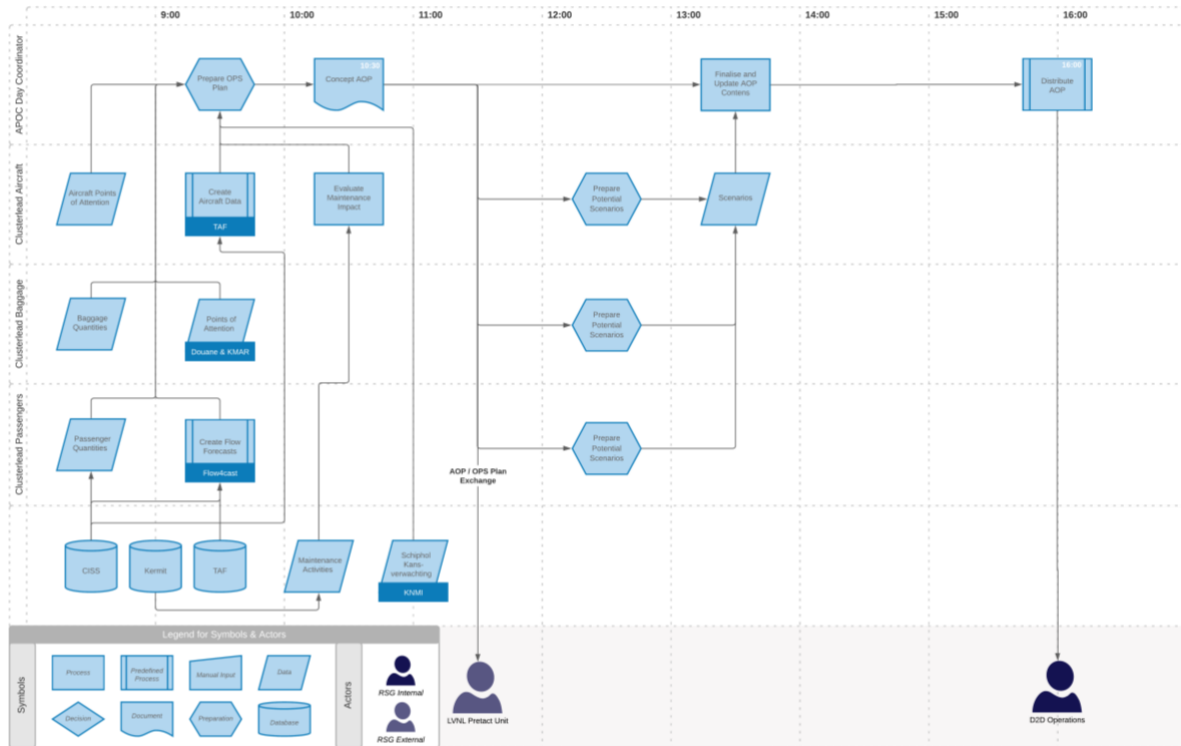 9:00
10:00
11:00
12:00
13:00
14:00
15:00
16:00
APOC Day Coordinator
Prepare OPS
Plan
10:30
Concept AOP
Finalise and
Update AOP
Contens
16:00
Distribute
AOP
Clusterlead Aircraft
Aircraft Points
of Attention
Create
Aircraft Data
TAF
Evaluate
Maintenance
Impact
Prepare
Potential
Scenarios
Scenarios
Clusterlead Baggage
Baggage
Quantities
Points of
Attention
Douane & KMAR
Prepare
Potential
Scenarios
Clusterlead Passengers
Passenger
Quantities
Create Flow
Forecasts
Flow4cast
Prepare
Potential
Scenarios
AOP / OPS Plan
Exchange
CISS
Kermit
TAF
Maintenance
Activities
Schiphol
Kans-
verwachting
KNMI
Legend for Symbols & Actors
Symbols
Process
Predefined
Process
Manual Input
Data
Decision
Document
Preparation
Database
Actors
RSG Internal
RSG External
LVNL Pretact Unit
D2D Operations